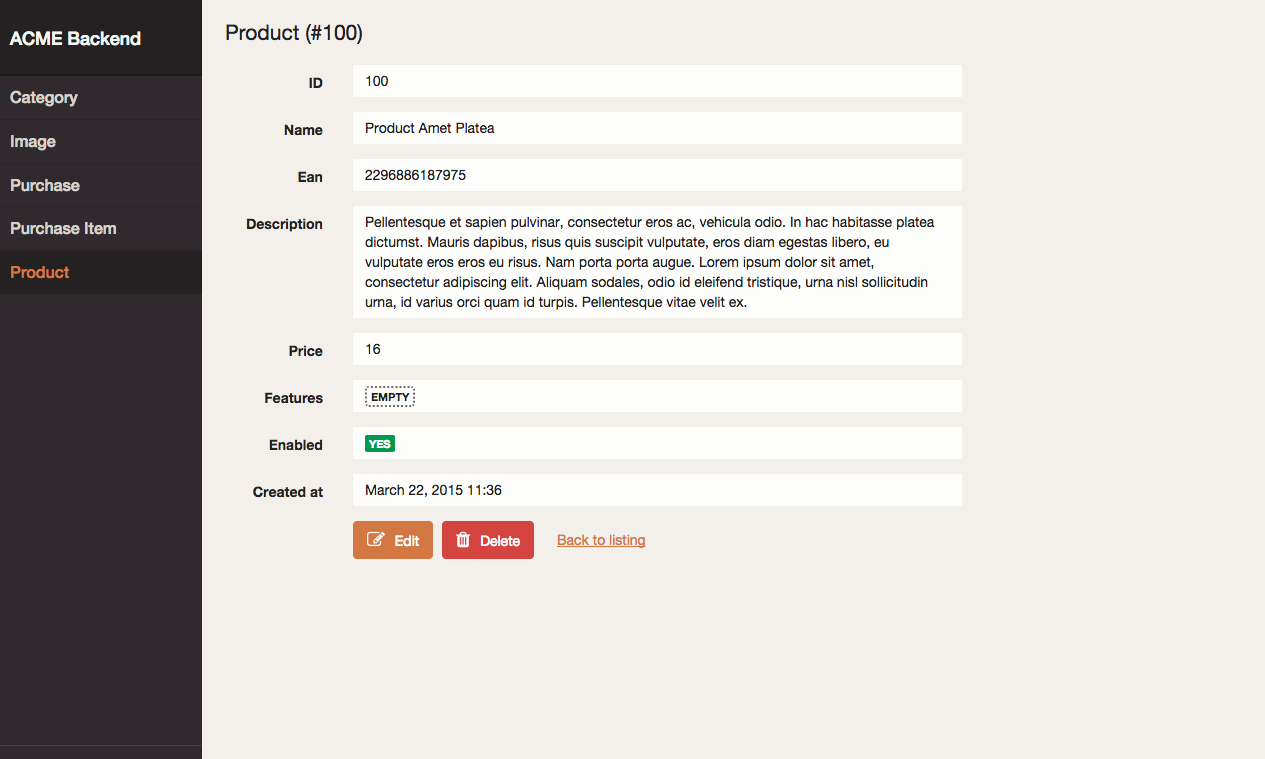 ACME Backend
Category
Image
Purchase
Purchase Item
Product
Product (#100)
ID
100
Name
Product Amet Platea
Ean
2296886187975
Description
Pellentesque et sapien pulvinar, consectetur eros ac, vehicula odio. In hac habitasse platea
dictumst. Mauris dapibus, risus quis suscipit vulputate, eros diam egestas libero, eu
vulputate eros eros eu risus. Nam porta porta augue. Lorem ipsum dolor sit amet,
consectetur adipiscing elit. Aliquam sodales, odio id eleifend tristique, urna nisl sollicitudin
urna, id varius orci quam id turpis. Pellentesque vitae velit ex.
Price
16
Features
EMPTY
Enabled
YES
Created at
March 22, 2015 11:36
Edit
Delete
Back to listing